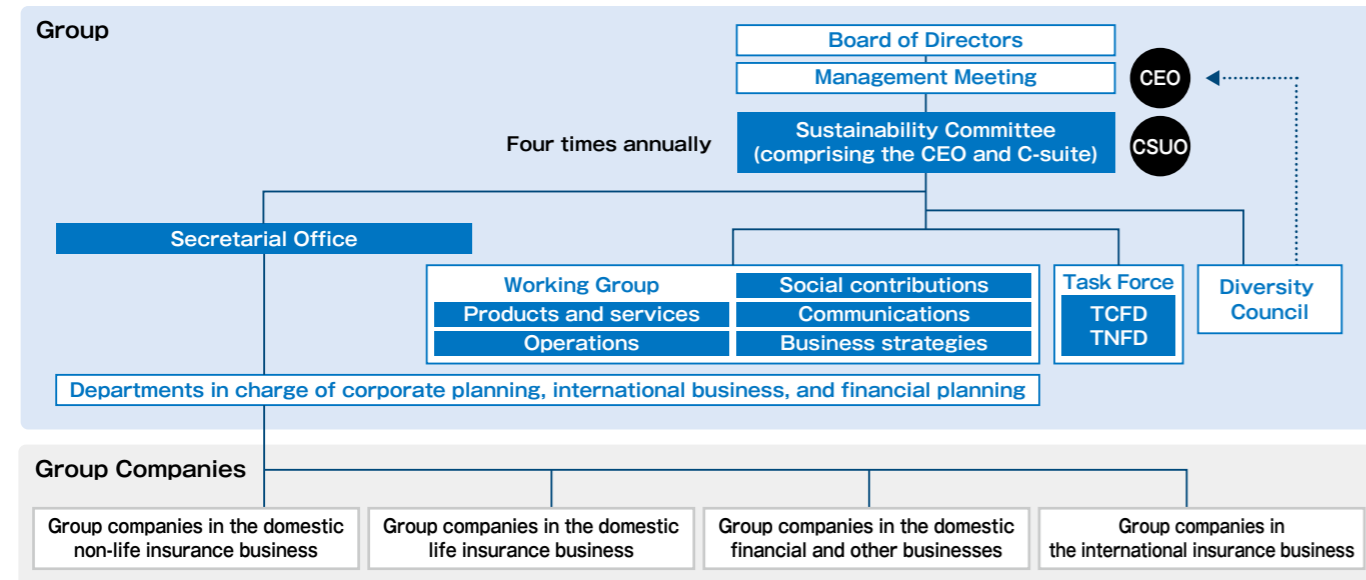 Group
Board of Directors
Management Meeting
CEO
Four times annually
Sustainability Committee
(comprising the CEO and C-suite)
CSUO
Secretarial Office
Working Group
Social contributions
Products and services
Communications
Operations
Business strategies
Task Force
TCFD
TNFD
Diversity
Council
Departments in charge of corporate planning, international business, and financial planning
Group Companies
Group companies in the domestic
non-life insurance business
Group companies in the domestic
life insurance business
Group companies in the domestic
financial and other businesses
Group companies in
the international insurance business